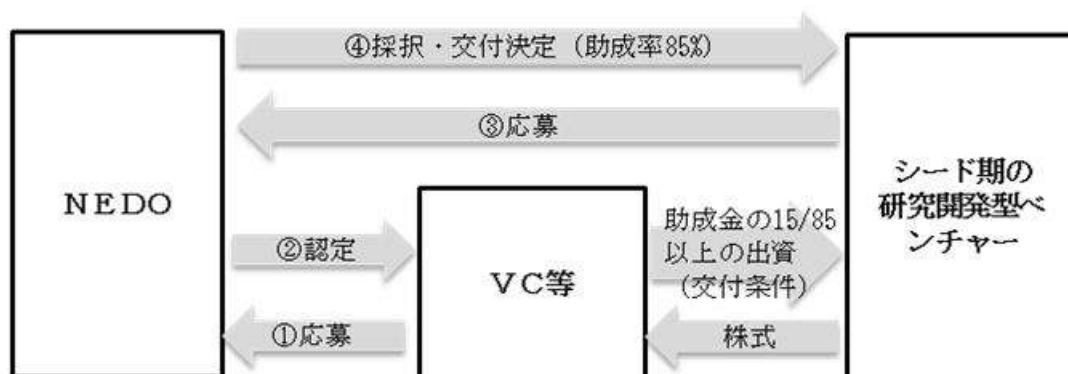 ④採択・交付決定（助成率85%）
③応募
NEDO
シード期の
研究開発型ベ
ンチャー
②認定
VC等
助成金の15/85
以上の出資
（交付条件）
①応募
株式